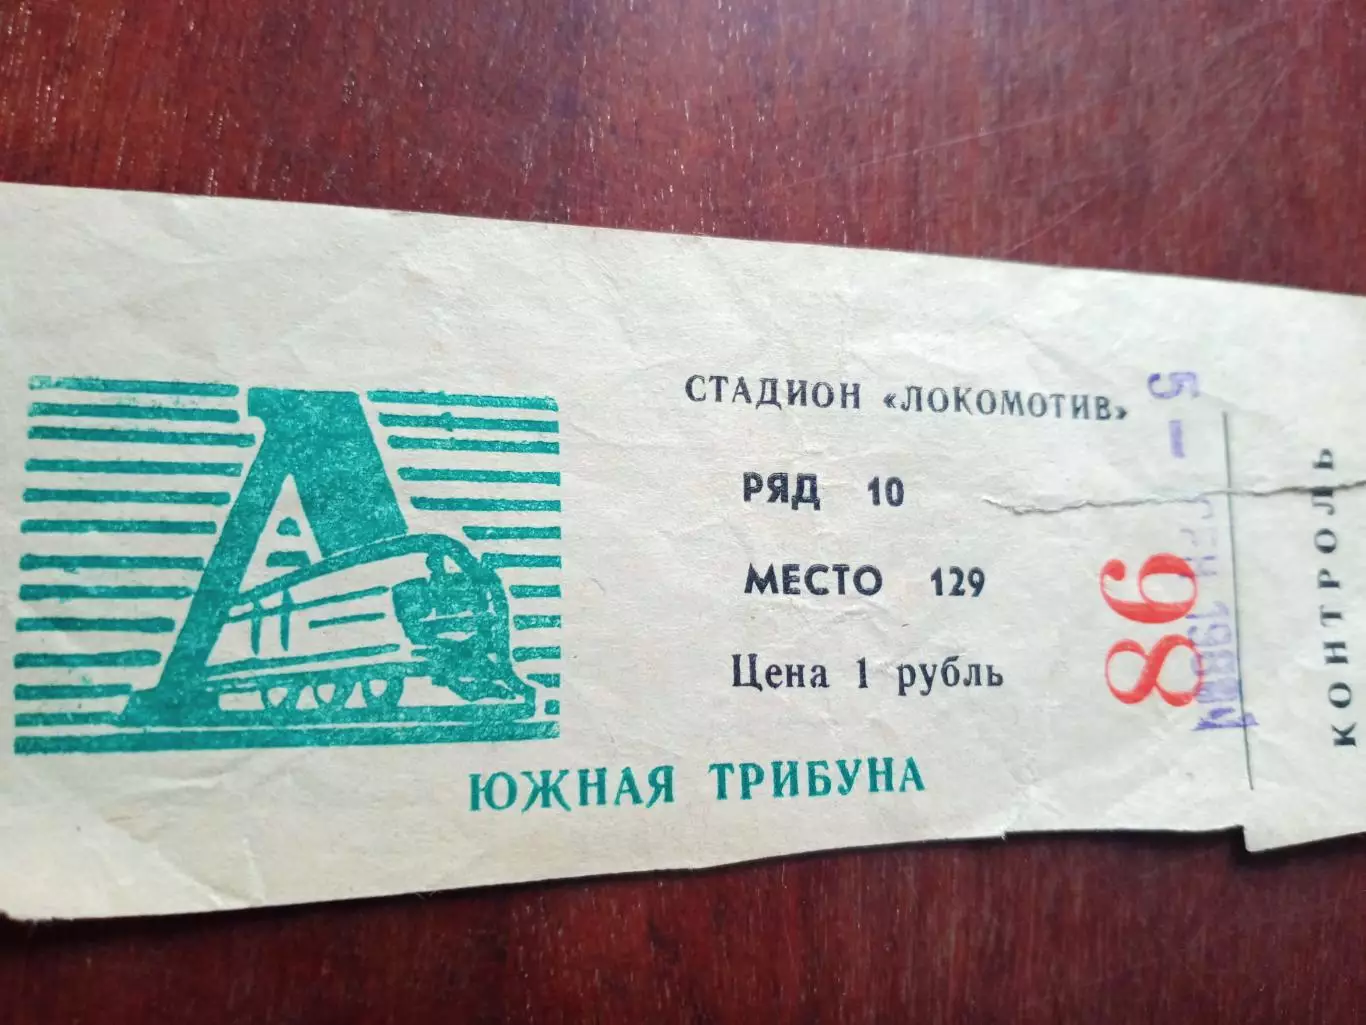 СТАДИОН «ЛОКОМОТИВ»
РЯД 10
МЕСТО 129
Цена 1 рубль
ЮЖНАЯ ТРИБУНА
86
КОНТРОЛЬ